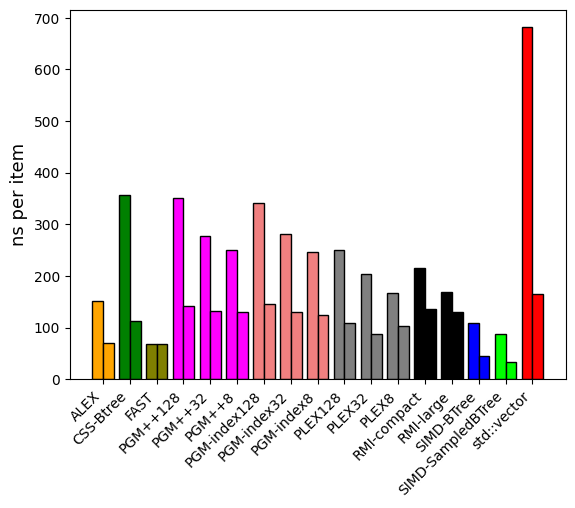 700
600
500
400
300
200
100
0
ns per item
ALEX
CSS-Btree
FAST
PGM++128
PGM++32
PGM++8
PGM-index128
PGM-index32
PGM-index8
PLEX128
PLEX32
PLEX8
RMI-compact
RMI-large
SIMD-BTree
SIMD-SampledBTree
std::vector